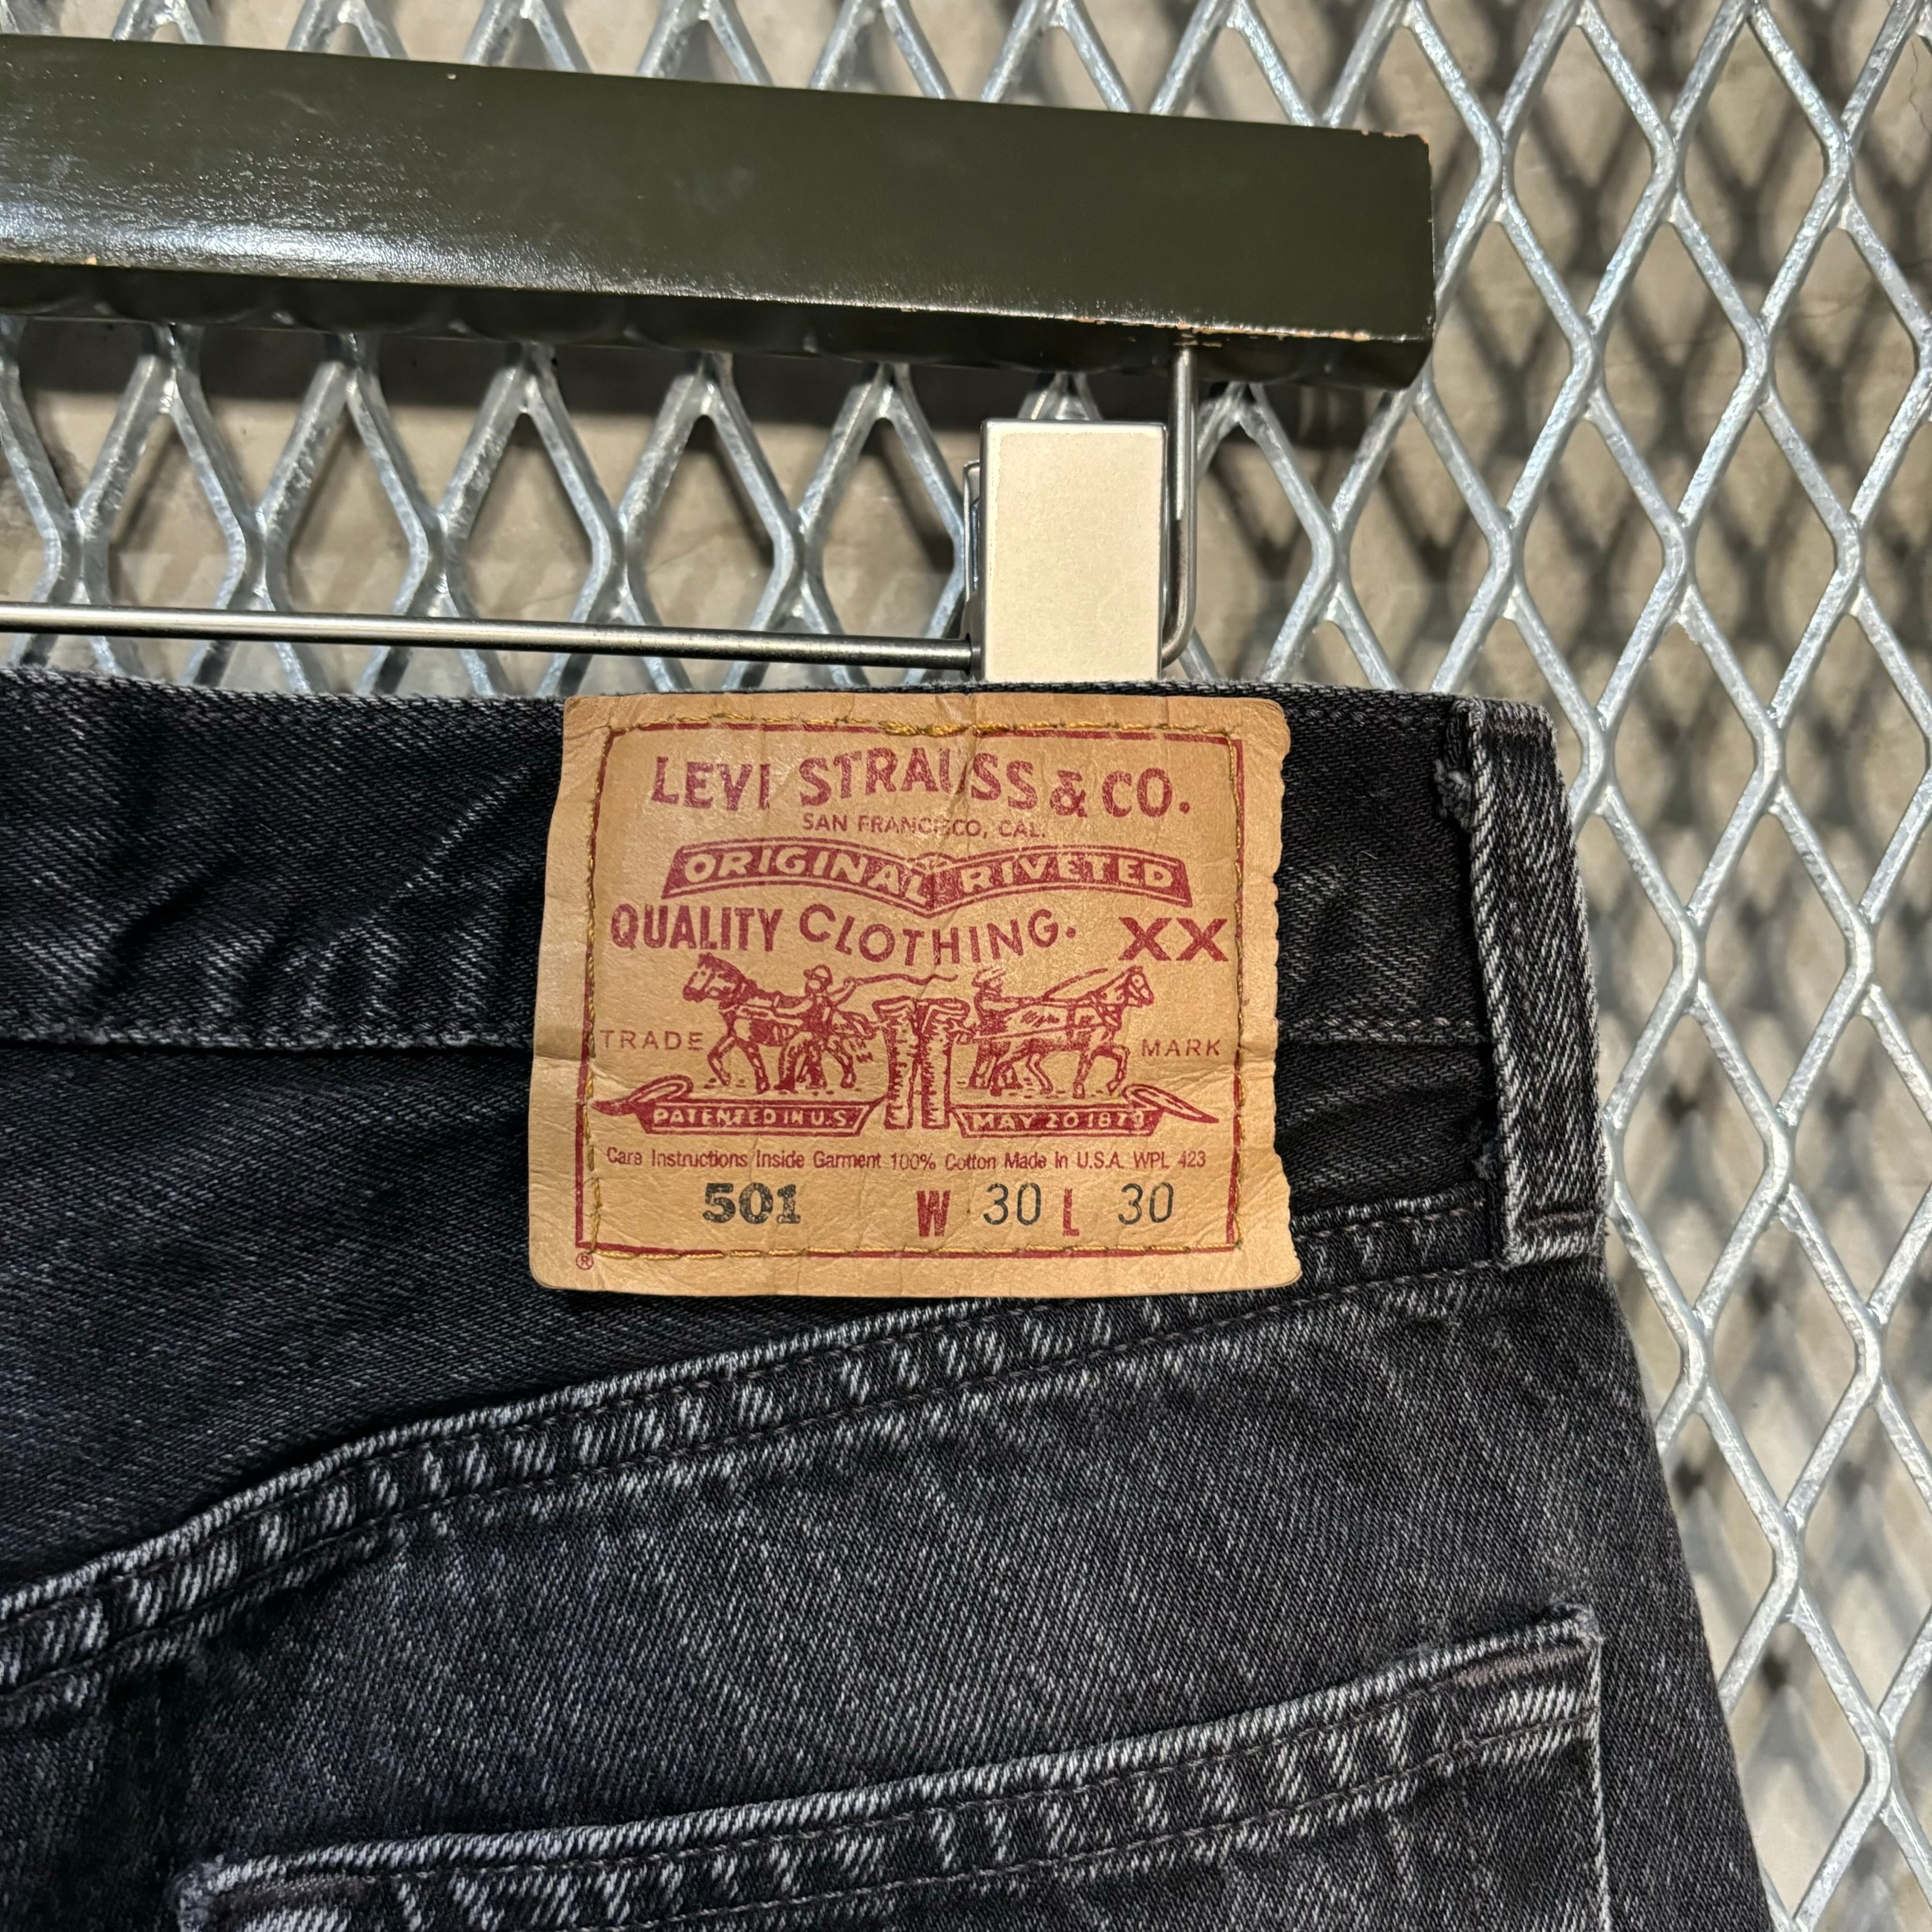 LEVI STRAUSS & CO.
SAN FRANCISCO, CAL.
ORIGINAL RIVETED
QUALITY CLOTHING. XX
TRADE MARK
PATENTED IN U.S. MAY 20 1873
Care Instructions Inside Garment 100% Cotton Made In U.S.A. WPL 423
501 W 30 L 30
®